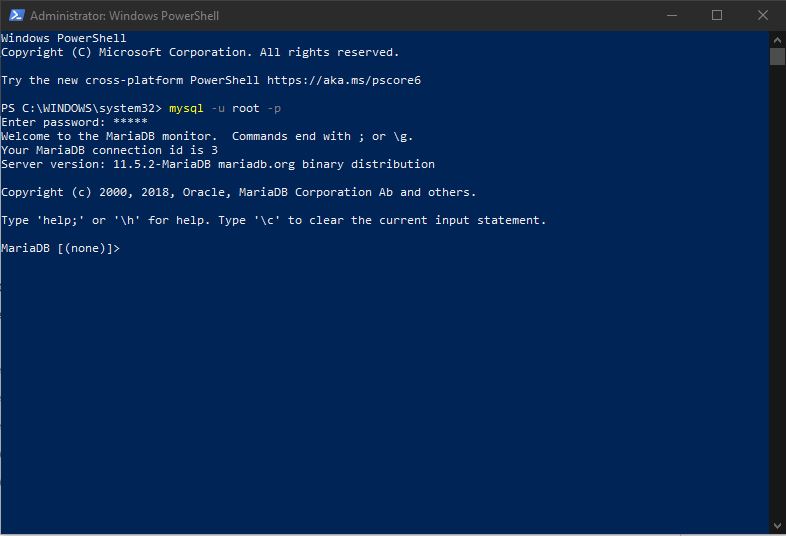 Administrator: Windows PowerShell
Windows PowerShell
Copyright (C) Microsoft Corporation. All rights reserved.
Try the new cross-platform PowerShell https://aka.ms/pscore6
PS C:\WINDOWS\system32> mysql -u root -p
Enter password: *****
Welcome to the MariaDB monitor.  Commands end with ; or \g.
Your MariaDB connection id is 3
Server version: 11.5.2-MariaDB mariadb.org binary distribution
Copyright (c) 2000, 2018, Oracle, MariaDB Corporation Ab and others.
Type 'help;' or '\h' for help. Type '\c' to clear the current input statement.
MariaDB [(none)]>